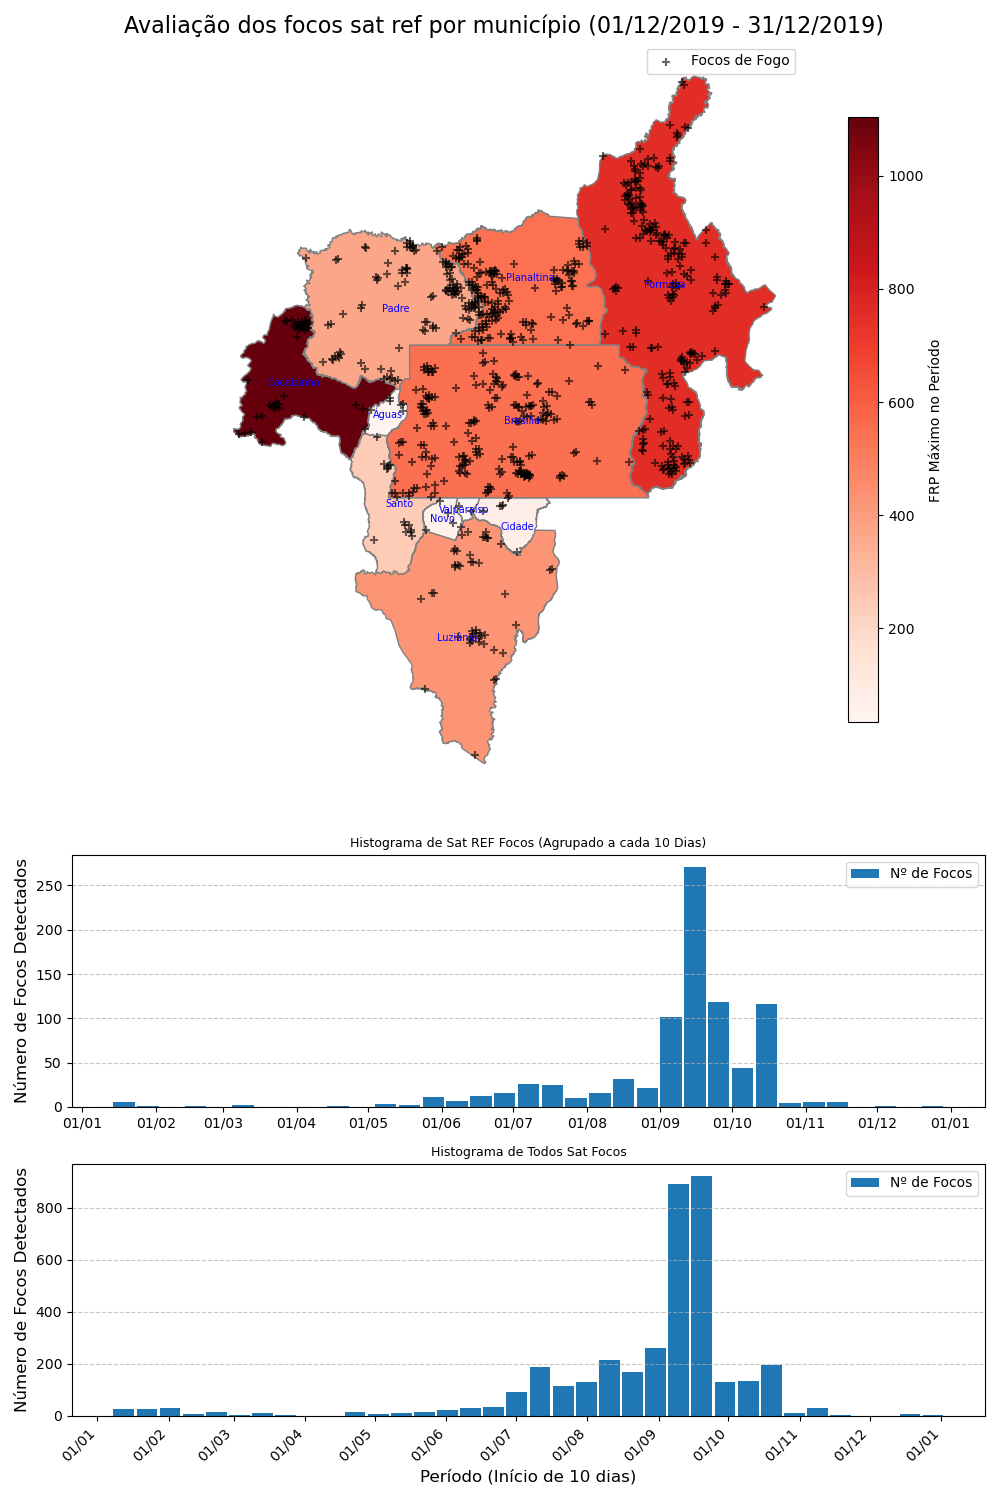 Avaliação dos focos sat ref por município (01/12/2019 - 31/12/2019)
Focos de Fogo
Planaltina
Formosa
Padre
Cocalzinho
Águas
Brasília
Santo
Valparaíso
Novo
Cidade
Luziânia
1000
800
600
400
200
FRP Máximo no Período
Histograma de Sat REF Focos (Agrupado a cada 10 Dias)
Nº de Focos
Número de Focos Detectados
250
200
150
100
50
0
01/01 01/02 01/03 01/04 01/05 01/06 01/07 01/08 01/09 01/10 01/11 01/12 01/01
Histograma de Todos Sat Focos
Nº de Focos
Número de Focos Detectados
800
600
400
200
0
01/01 01/02 01/03 01/04 01/05 01/06 01/07 01/08 01/09 01/10 01/11 01/12 01/01
Período (Início de 10 dias)